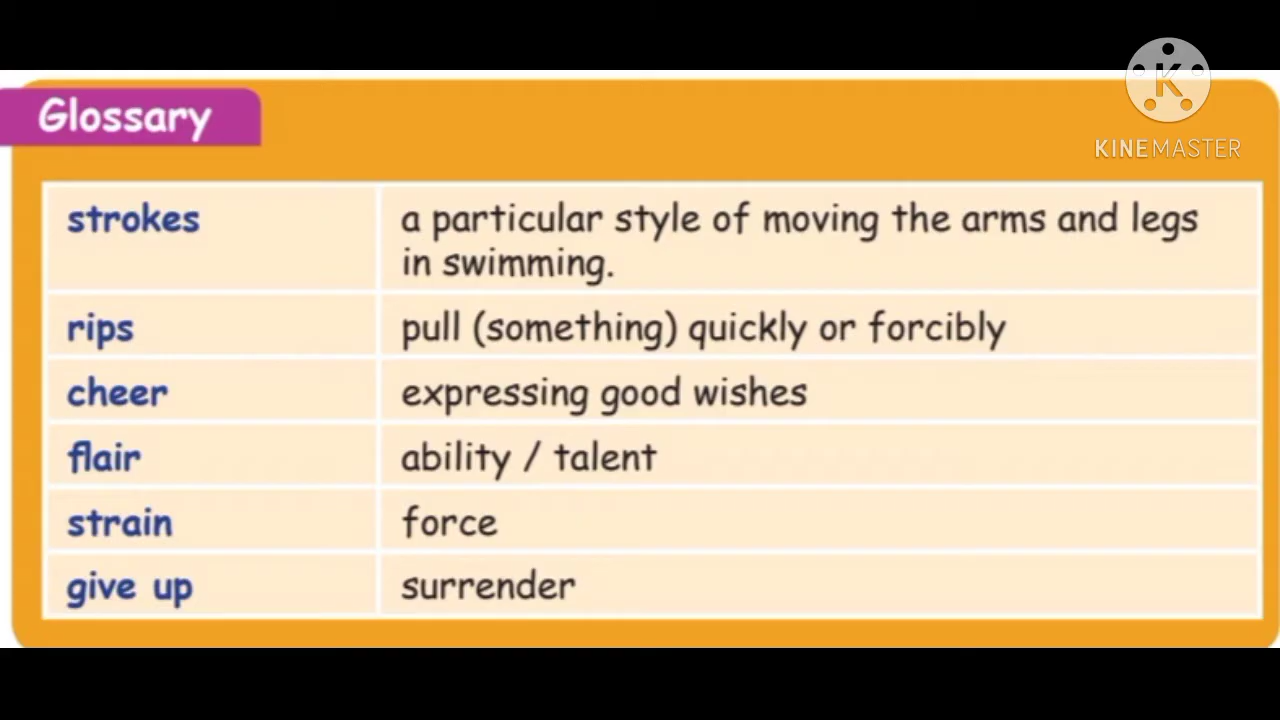 K
KINEMASTER
Glossary
strokes
a particular style of moving the arms and legs
in swimming.
rips
pull (something) quickly or forcibly
cheer
expressing good wishes
flair
ability / talent
strain
force
give up
surrender